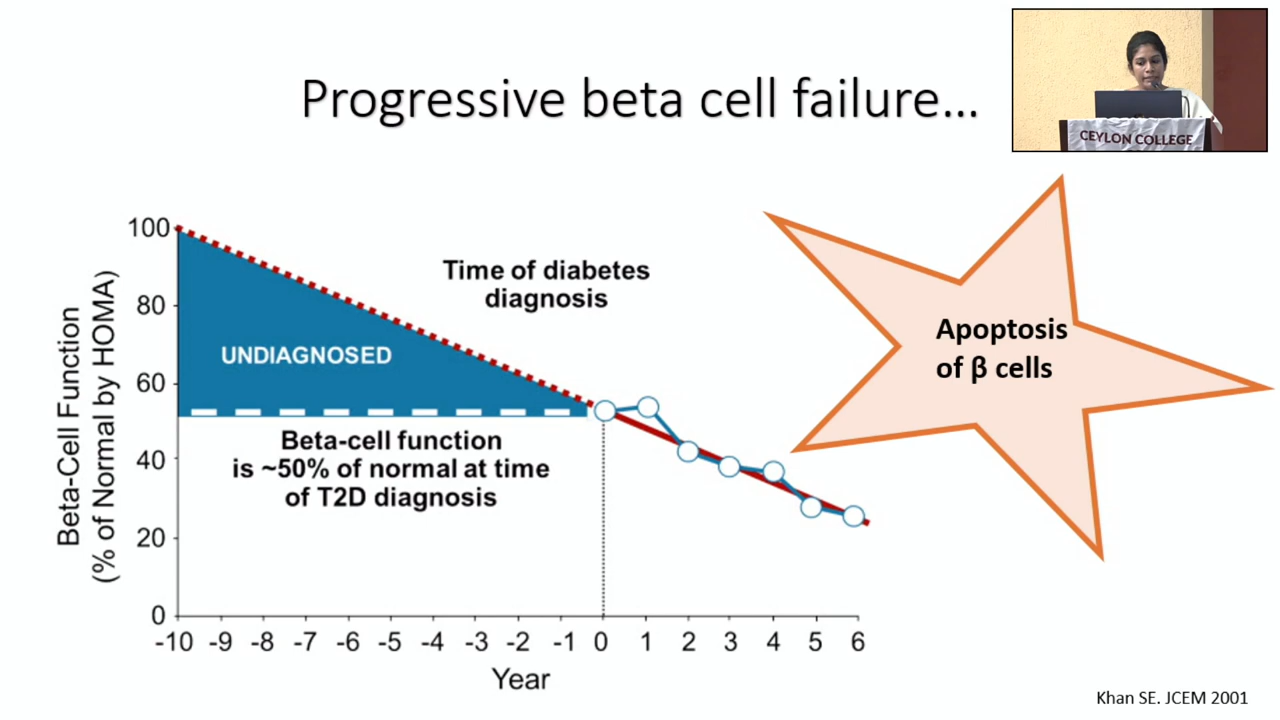 Progressive beta cell failure...
CEYLON COLLEGE
Beta-Cell Function
(% of Normal by HOMA)
100
80
60
40
20
0
UNDIAGNOSED
Time of diabetes
diagnosis
Beta-cell function
is ~50% of normal at time
of T2D diagnosis
Apoptosis
of β cells
-10 -9 -8 -7 -6 -5 -4 -3 -2 -1 0 1 2 3 4 5 6
Year
Khan SE. JCEM 2001